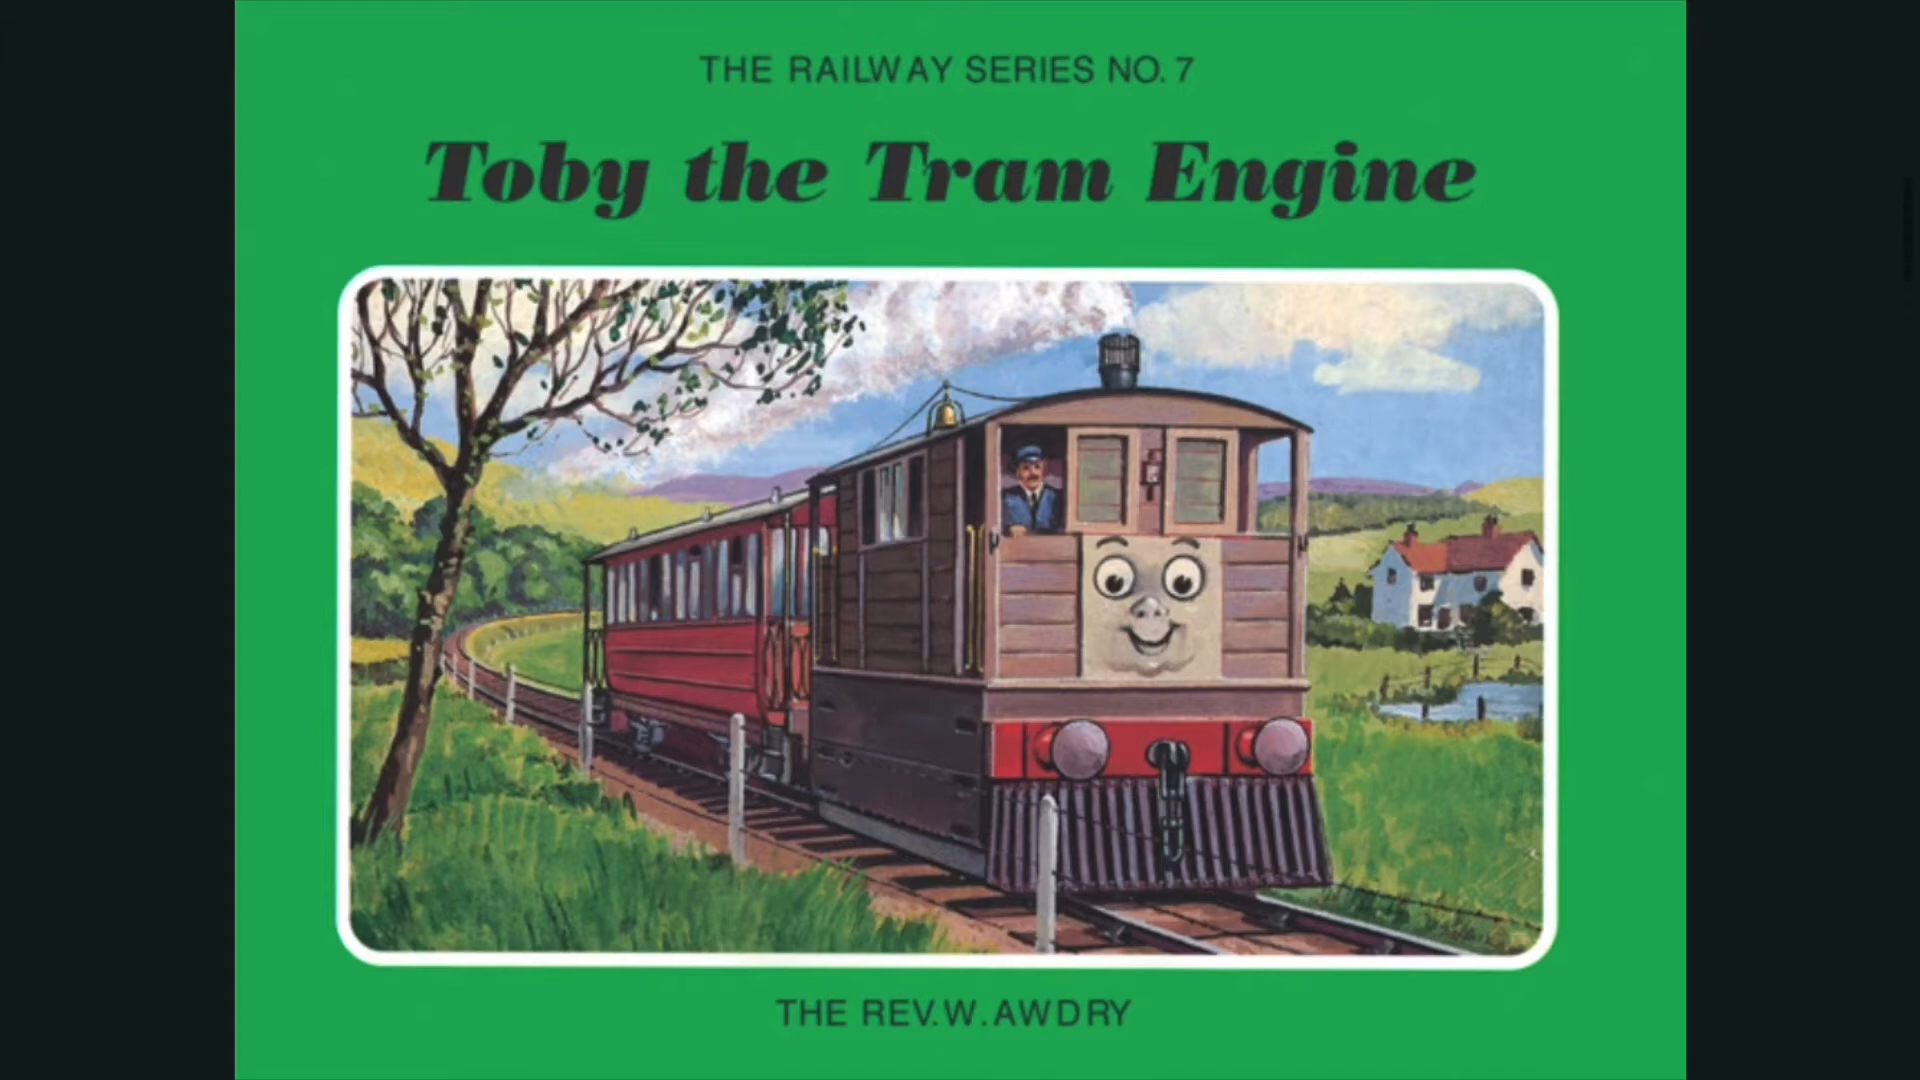 THE RAILWAY SERIES NO. 7
Toby the Tram Engine
THE REV. W. AWDRY